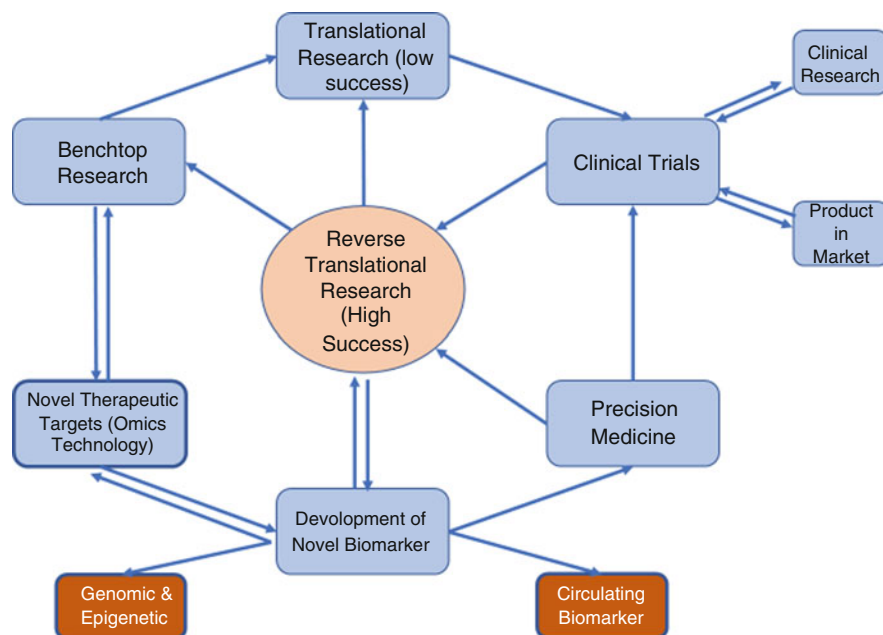 Translational
Research (low
success)
Clinical
Research
Benchtop
Research
Clinical Trials
Product
in
Market
Reverse
Translational
Research
(High
Success)
Novel Therapeutic
Targets (Omics
Technology)
Precision
Medicine
Devolopment of
Novel Biomarker
Genomic &
Epigenetic
Circulating
Biomarker